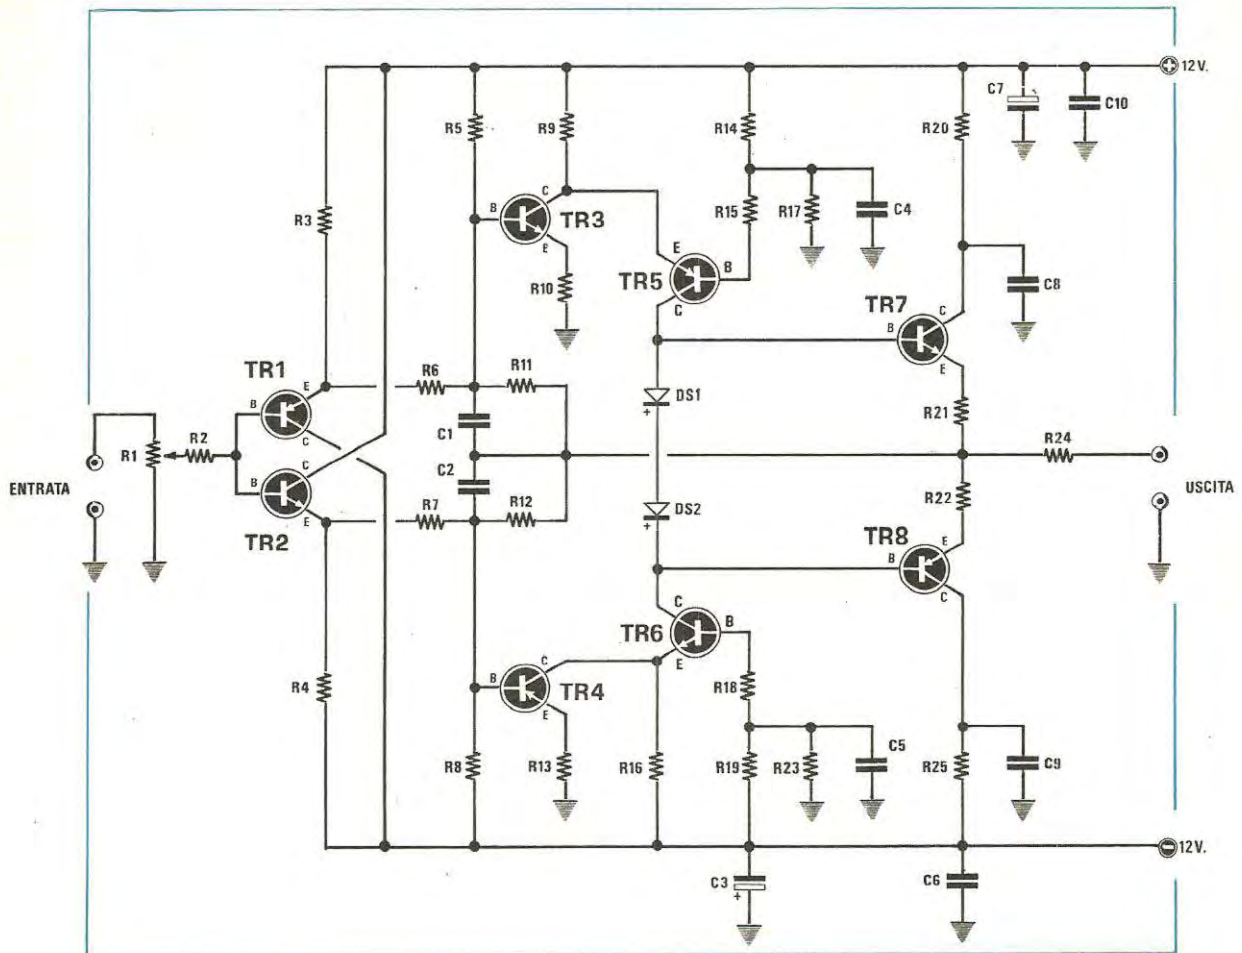 12V.
C7
C10
R5
R9
R14
R20
R3
B
C
E
TR3
R15
R17
C4
E
TR5
B
C
R10
C8
TR7
B
C
E
TR1
E
B
C
R6
R11
DS1
+
R21
C1
R24
R1
R2
C2
ENTRATA
USCITA
B
C
E
TR2
R7
R12
DS2
+
R22
TR8
E
B
C
TR6
C
B
E
R4
B
C
E
TR4
R18
R8
R13
R16
R19
R23
C5
R25
C9
12V.
C3
+
C6